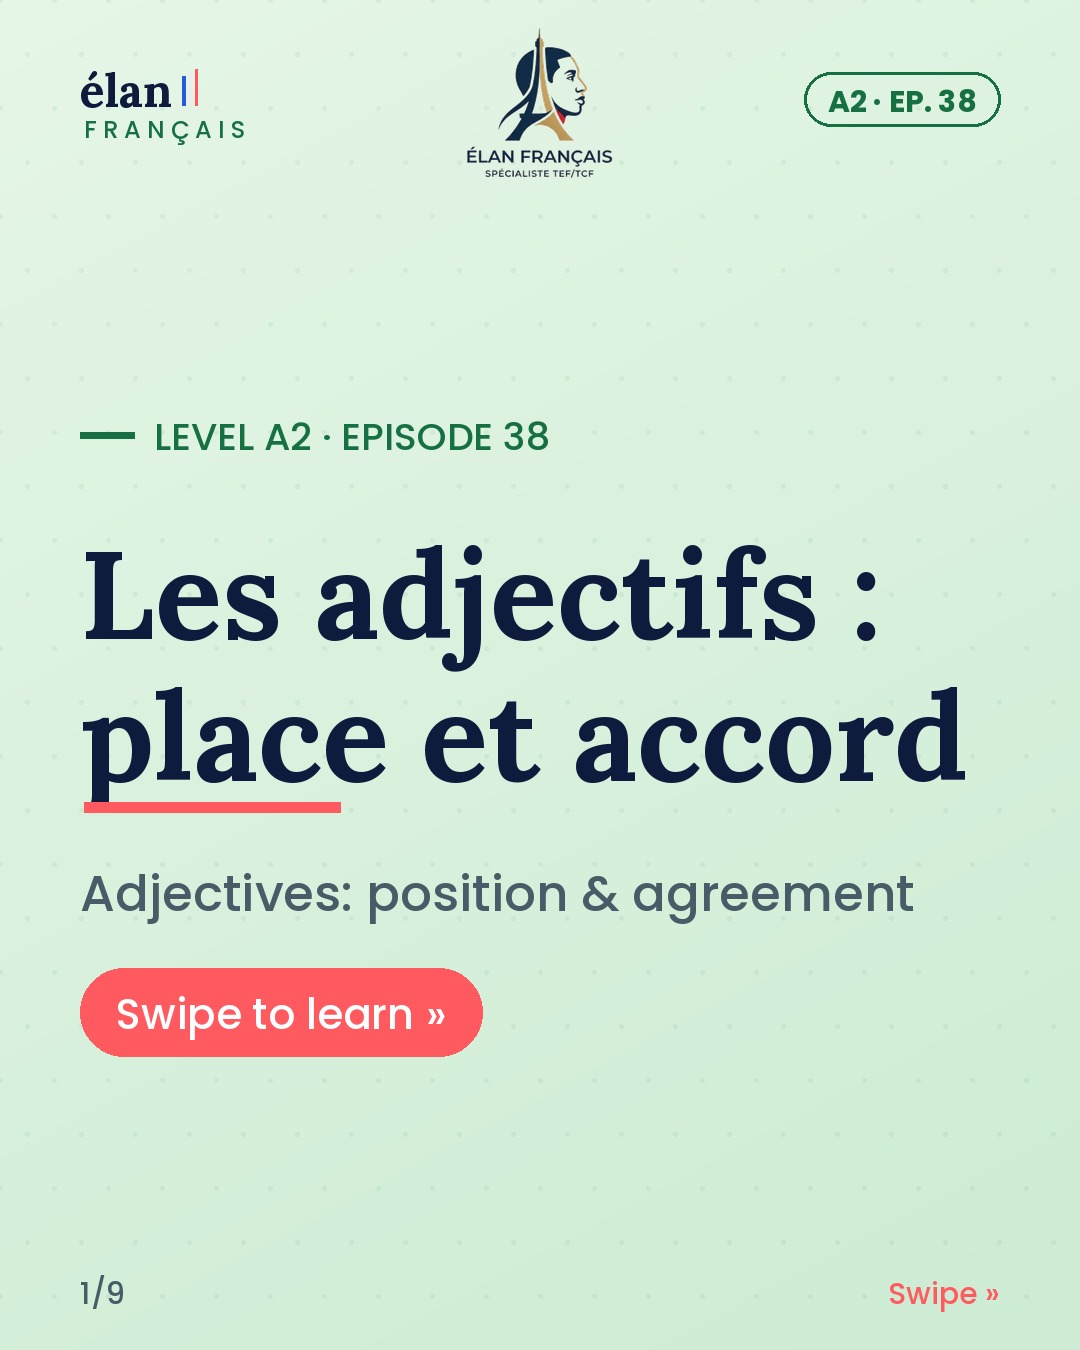 élan
FRANÇAIS
ÉLAN FRANÇAIS
SPÉCIALISTE TEF/TCF
A2 · EP. 38
LEVEL A2 · EPISODE 38
Les adjectifs :
place et accord
Adjectives: position & agreement
Swipe to learn »
1/9
Swipe »